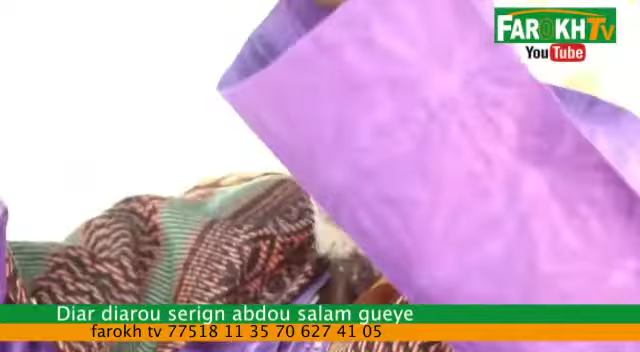 FAROKHTV
YouTube
Diar diarou serign abdou salam gueye
farokh tv 77518 11 35 70 627 41 05